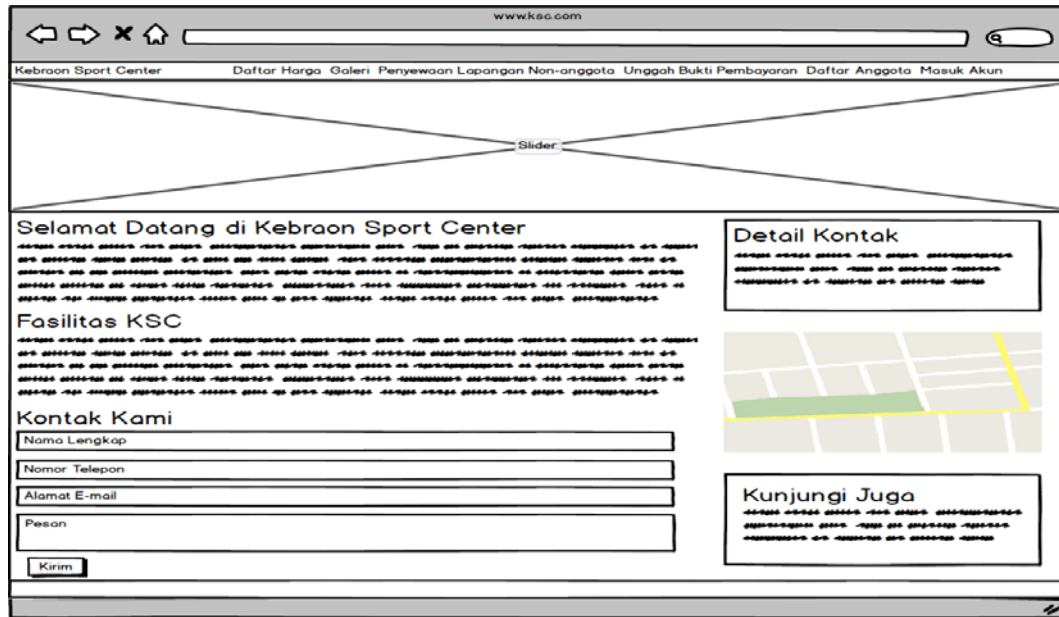 www.ksc.com
Kebraon Sport Center Daftar Harga Galeri Penyewaan Lapangan Non-anggota Unggah Bukti Pembayaran Daftar Anggota Masuk Akun
Slider
Selamat Datang di Kebraon Sport Center
Fasilitas KSC
Kontak Kami
Nama Lengkap
Nomor Telepon
Alamat E-mail
Pesan
Kirim
Detail Kontak
Kunjungi Juga